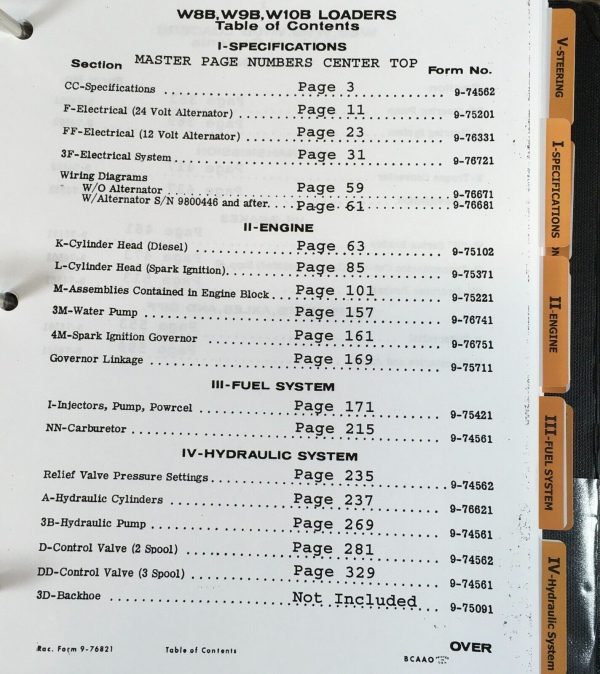 W8B, W9B, W10B LOADERS
Table of Contents
I-SPECIFICATIONS
Section MASTER PAGE NUMBERS CENTER TOP Form No.
CC-Specifications Page 3 9-74562
F-Electrical (24 Volt Alternator) Page 11 9-75201
FF-Electrical (12 Volt Alternator) Page 23 9-76331
3F-Electrical System Page 31 9-76721
Wiring Diagrams
W/O Alternator Page 59 9-76671
W/Alternator S/N 9800446 and after. Page 61 9-76681
II-ENGINE
K-Cylinder Head (Diesel) Page 63 9-75102
L-Cylinder Head (Spark Ignition). Page 85 9-75371
M-Assemblies Contained in Engine Block. Page 101 9-75221
3M-Water Pump Page 157 9-76741
4M-Spark Ignition Governor Page 161 9-76751
Governor Linkage Page 169 9-75711
III-FUEL SYSTEM
I-Injectors, Pump, Powrcel Page 171 9-75421
NN-Carburetor Page 215 9-74561
IV-HYDRAULIC SYSTEM
Relief Valve Pressure Settings. Page 235 9-74562
A-Hydraulic Cylinders Page 237 9-76621
3B-Hydraulic Pump Page 269 9-74561
D-Control Valve (2 Spool) Page 281 9-74562
DD-Control Valve (3 Spool) Page 329 9-74561
3D-Backhoe Not Included 9-75091
Rac. Form 9-76821 Table of Contents BCAAO OVER
V-STEERING
I-SPECIFICATIONS
II-ENGINE
III-FUEL SYSTEM
IV-Hydraulic System